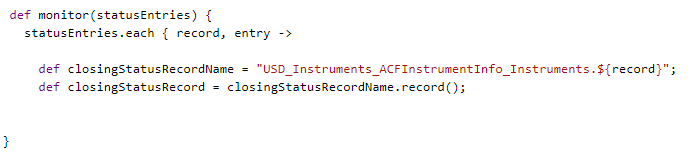 def monitor(statusEntries) {
statusEntries.each { record, entry ->
def closingStatusRecordName = "USD_Instruments_ACFInstrumentInfo_Instruments.${record}";
def closingStatusRecord = closingStatusRecordName.record();
}